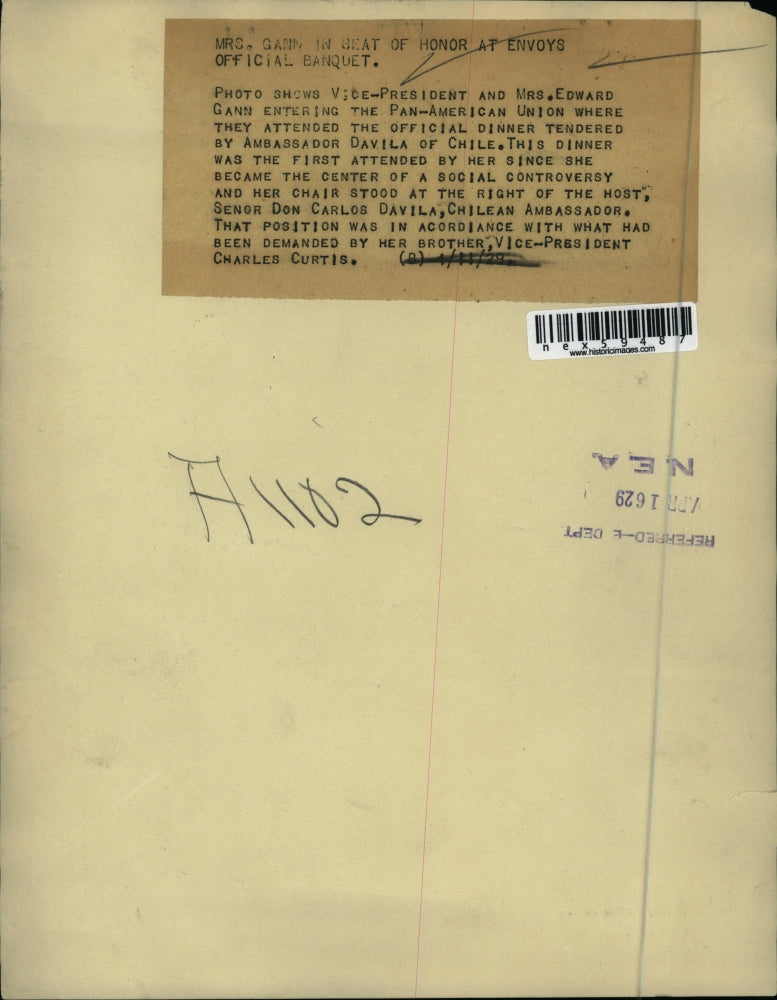 MRS. GANN IN SEAT OF HONOR AT ENVOYS
OFFICIAL BANQUET.
PHOTO SHOWS VICE-PRESIDENT AND MRS.EDWARD
GANN ENTERING THE PAN-AMERICAN UNION WHERE
THEY ATTENDED THE OFFICIAL DINNER TENDERED
BY AMBASSADOR DAVILA OF CHILE.THIS DINNER
WAS THE FIRST ATTENDED BY HER SINCE SHE
BECAME THE CENTER OF A SOCIAL CONTROVERSY
AND HER CHAIR STOOD AT THE RIGHT OF THE HOST,
SENOR DON CARLOS DAVILA,CHILEAN AMBASSADOR.
THAT POSITION WAS IN ACORDIANCE WITH WHAT HAD
BEEN DEMANDED BY HER BROTHER,VICE-PRESIDENT
CHARLES CURTIS. (B) 4/11/29.
nex59487
www.historicimages.com
A1102
N.E.A.
APR 16 29
REFERRED-E DEPT